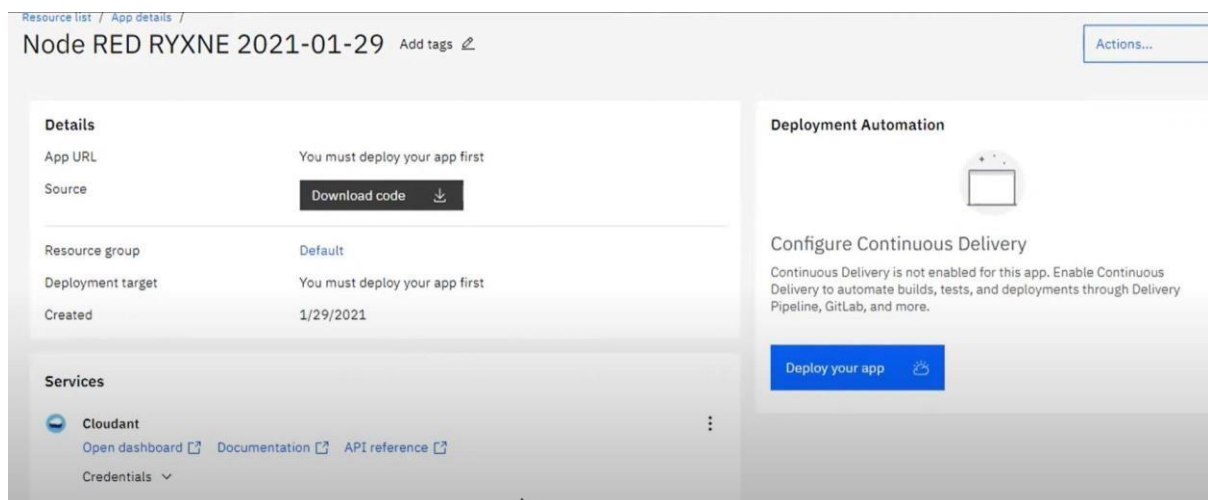 Resource list / App details /
Node RED RYXNE 2021-01-29 Add tags
Actions...
Details
App URL You must deploy your app first
Source Download code
Resource group Default
Deployment target You must deploy your app first
Created 1/29/2021
Services
Cloudant
Open dashboard Documentation API reference
Credentials
Deployment Automation
Configure Continuous Delivery
Continuous Delivery is not enabled for this app. Enable Continuous
Delivery to automate builds, tests, and deployments through Delivery
Pipeline, GitLab, and more.
Deploy your app